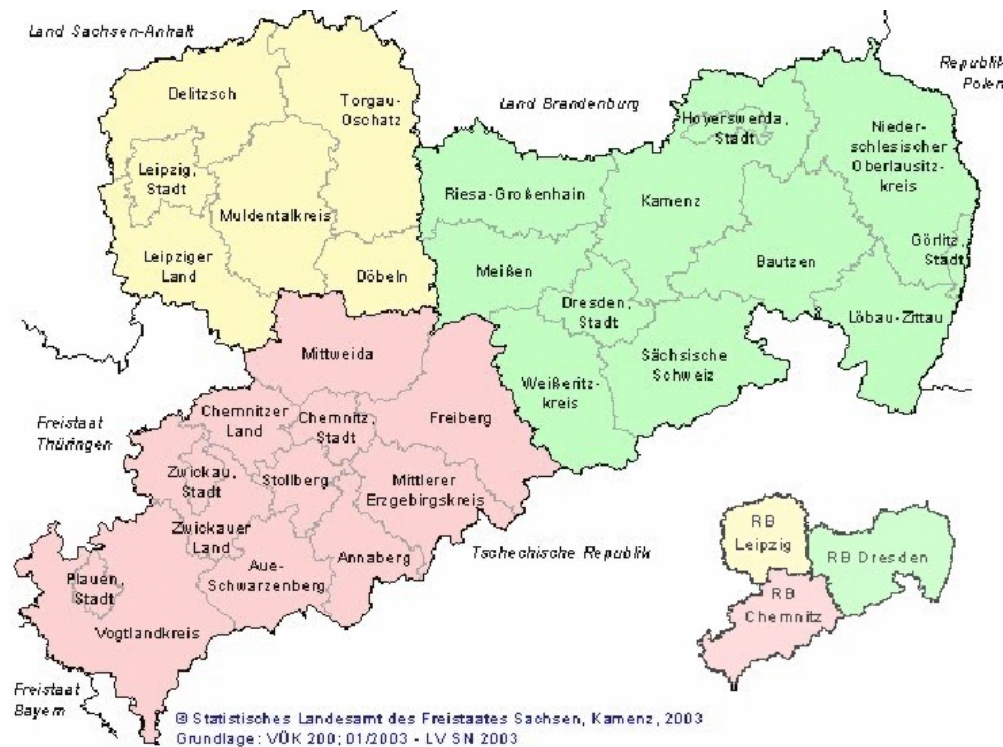 Land Sachsen-Anhalt
Republik
Polen
Land Brandenburg
Delitzsch
Torgau-
Oschatz
Hoyerswerda,
Stadt
Nieder-
schlesischer
Oberlausitz-
kreis
Leipzig,
Stadt
Riesa-Großenhain
Kamenz
Muldentalkreis
Görlitz,
Stadt
Leipziger
Land
Döbeln
Meißen
Bautzen
Dresden,
Stadt
Löbau-Zittau
Mittweida
Sächsische
Schweiz
Weißeritz-
kreis
Freistaat
Thüringen
Chemnitzer
Land
Chemnitz,
Stadt
Freiberg
Zwickau,
Stadt
Stollberg
Mittlerer
Erzgebirgskreis
Zwickauer
Land
Annaberg
Tschechische Republik
Aue-
Schwarzenberg
Plauen,
Stadt
Vogtlandkreis
RB
Leipzig
RB Dresden
RB
Chemnitz
Freistaat
Bayern
© Statistisches Landesamt des Freistaates Sachsen, Kamenz, 2003
Grundlage: VÜK 200; 01/2003 - LV SN 2003